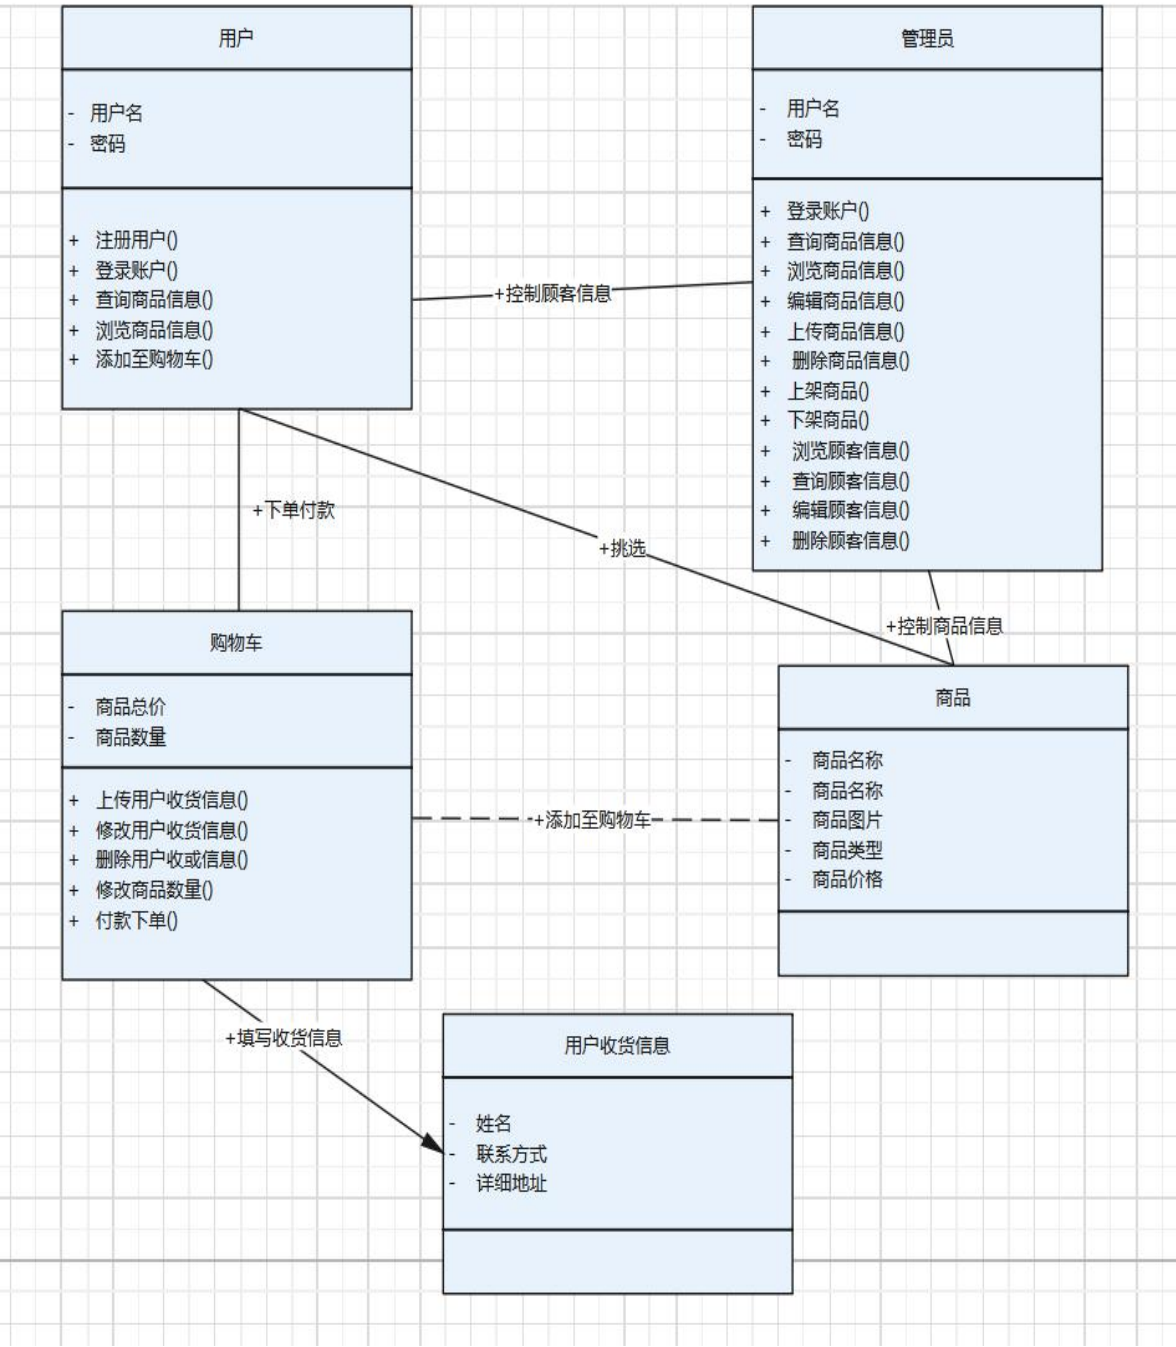 用户
- 用户名
- 密码
+ 注册用户()
+ 登录账户()
+ 查询商品信息()
+ 浏览商品信息()
+ 添加至购物车()
管理员
- 用户名
- 密码
+ 登录账户()
+ 查询商品信息()
+ 浏览商品信息()
+ 编辑商品信息()
+ 上传商品信息()
+ 删除商品信息()
+ 上架商品()
+ 下架商品()
+ 浏览顾客信息()
+ 查询顾客信息()
+ 编辑顾客信息()
+ 删除顾客信息()
+控制顾客信息
+下单付款
+挑选
+控制商品信息
购物车
- 商品总价
- 商品数量
+ 上传用户收货信息()
+ 修改用户收货信息()
+ 删除用户收或信息()
+ 修改商品数量()
+ 付款下单()
+添加至购物车
商品
- 商品名称
- 商品名称
- 商品图片
- 商品类型
- 商品价格
+填写收货信息
用户收货信息
- 姓名
- 联系方式
- 详细地址